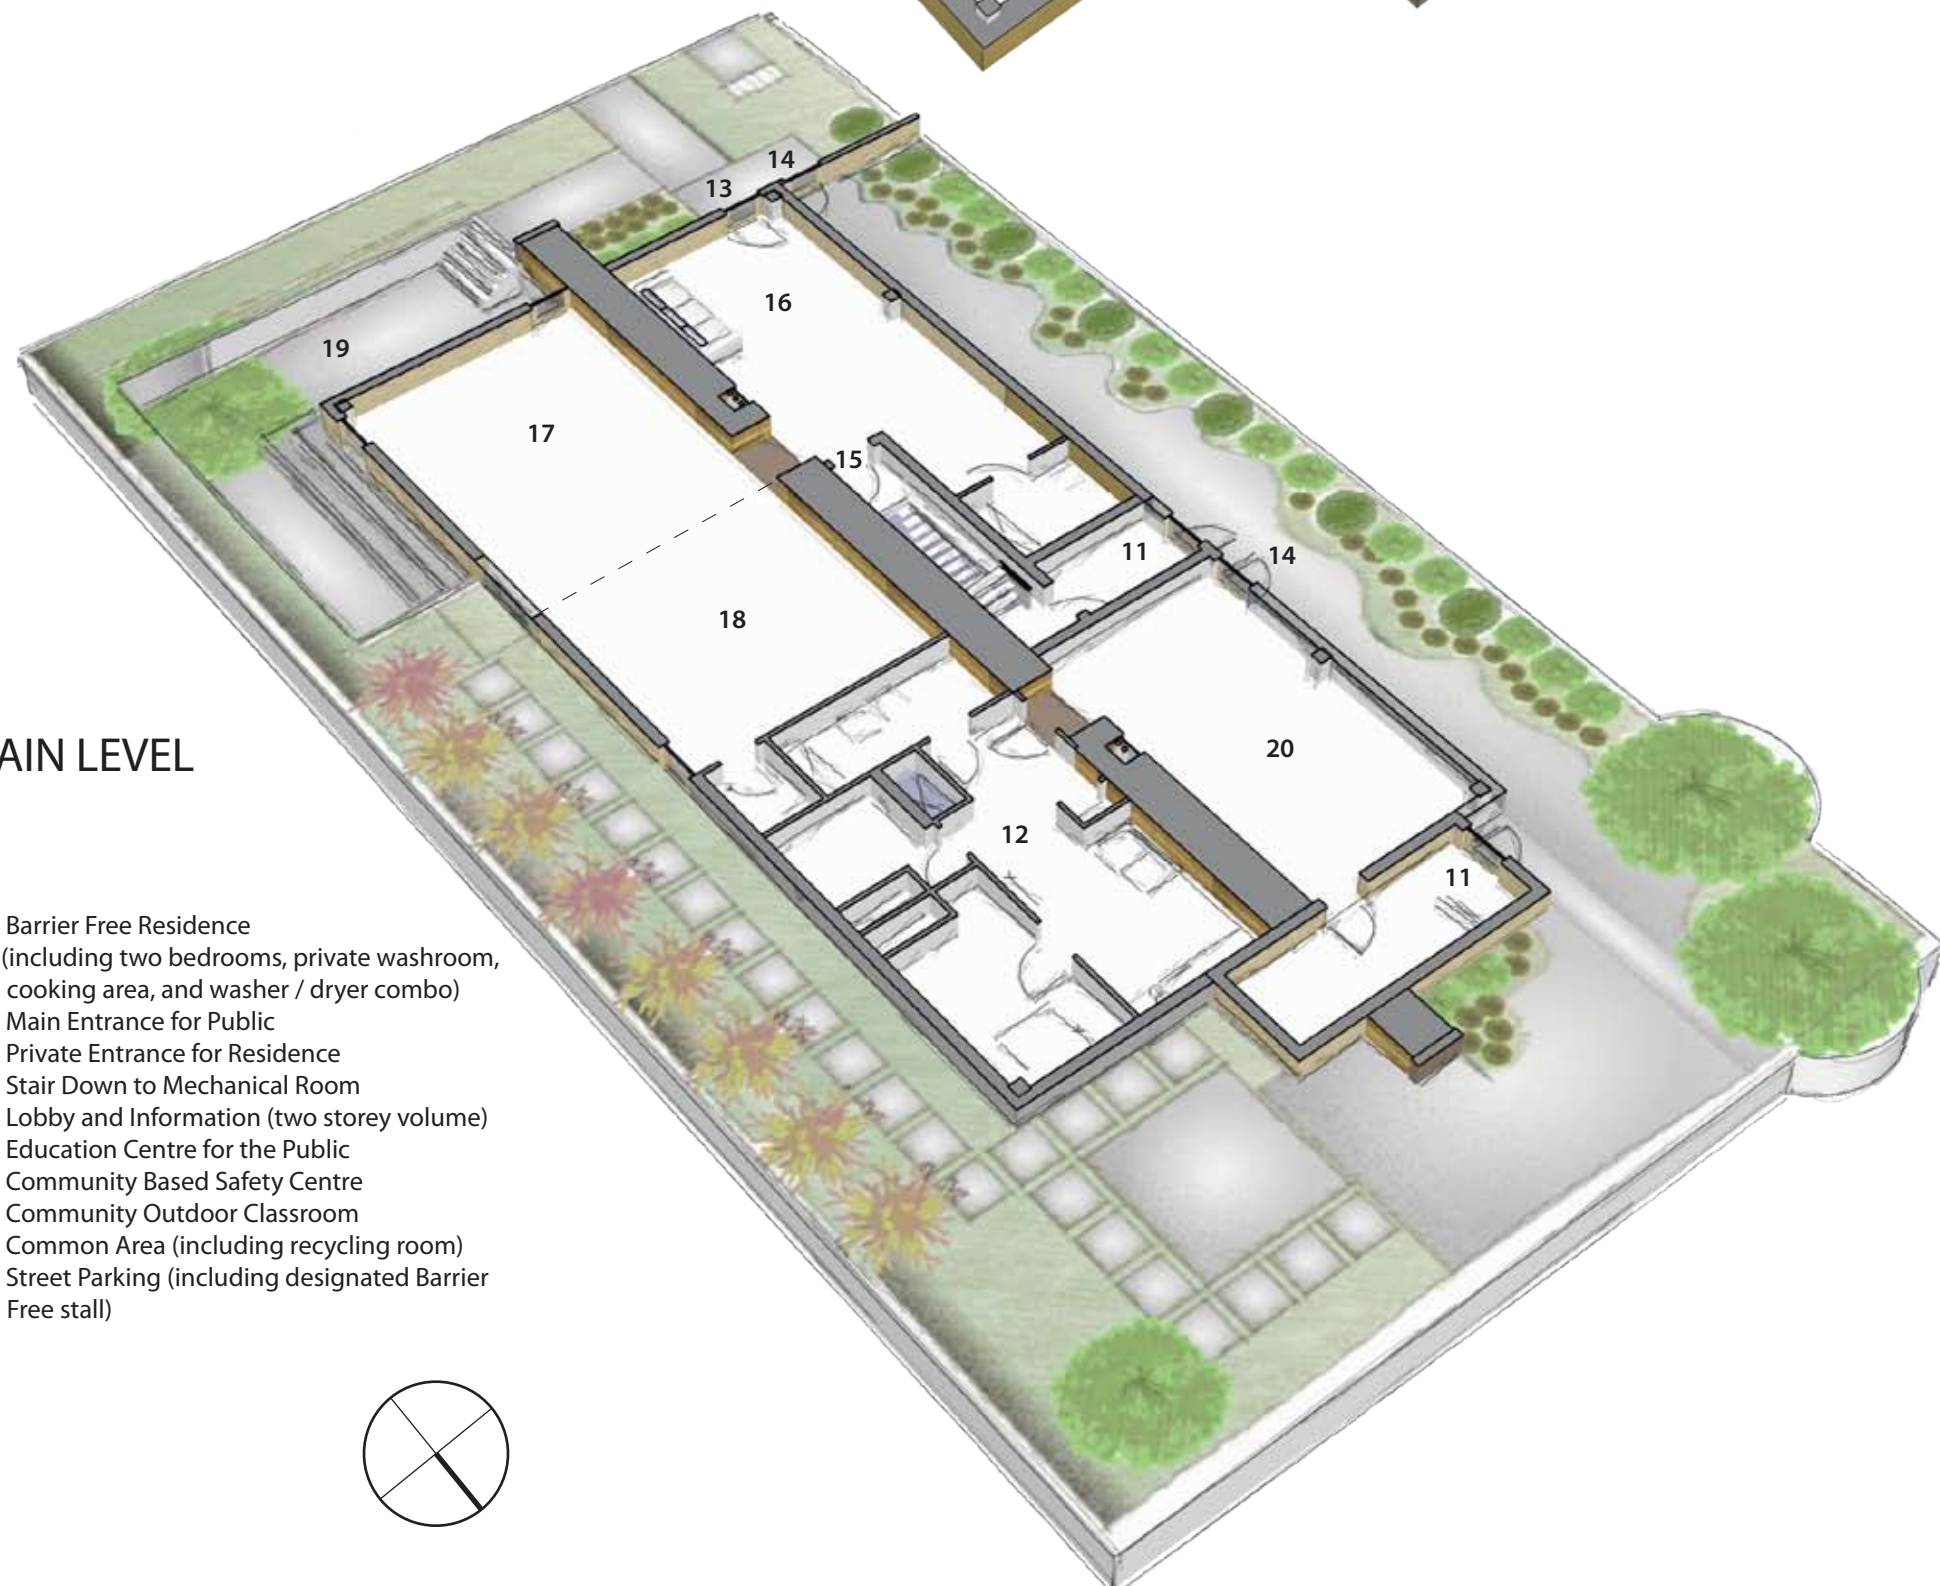 14
13
16
19
17
15
11
14
18
20
12
11
AIN LEVEL
Barrier Free Residence
(including two bedrooms, private washroom,
cooking area, and washer / dryer combo)
Main Entrance for Public
Private Entrance for Residence
Stair Down to Mechanical Room
Lobby and Information (two storey volume)
Education Centre for the Public
Community Based Safety Centre
Community Outdoor Classroom
Common Area (including recycling room)
Street Parking (including designated Barrier
Free stall)